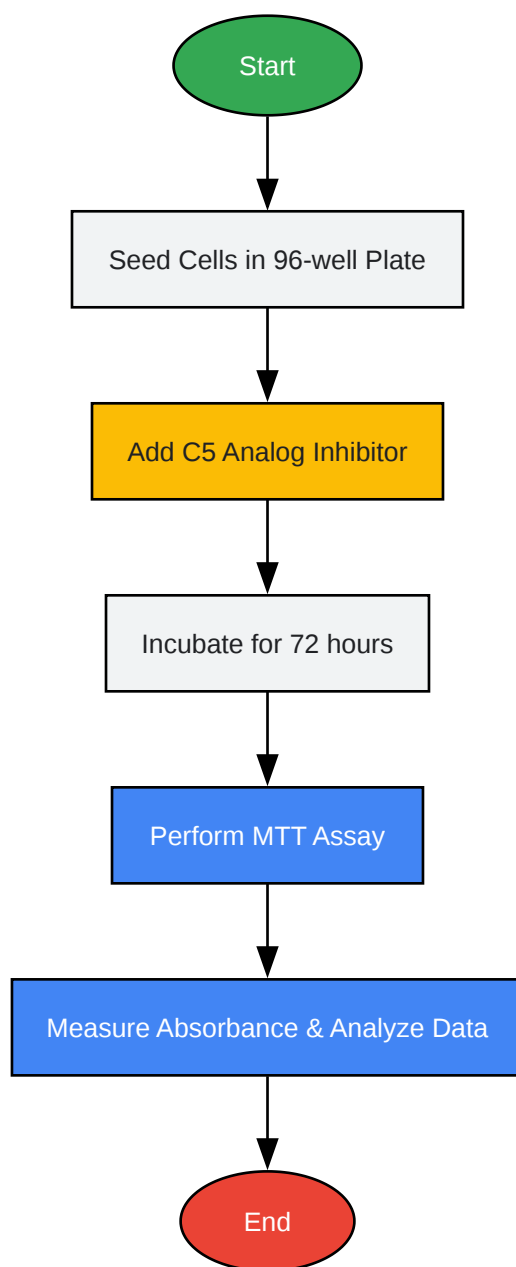 Start
Seed Cells in 96-well Plate
Add C5 Analog Inhibitor
Incubate for 72 hours
Perform MTT Assay
Measure Absorbance & Analyze Data
End